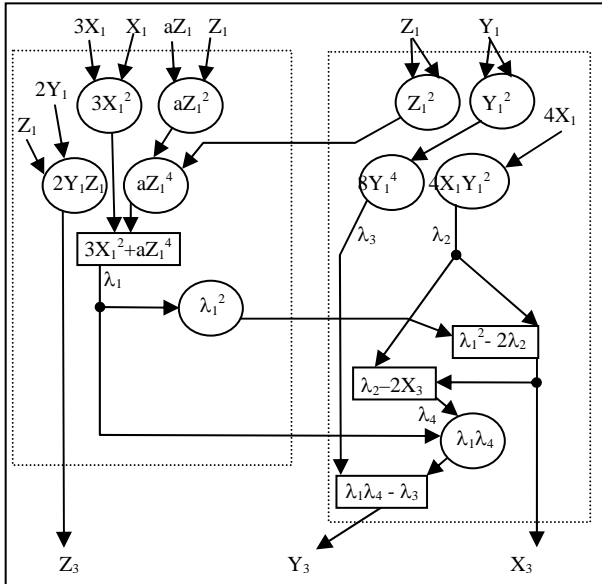 3X₁ X₁ aZ₁ Z₁ Z₁ Y₁
3X₁² aZ₁² Z₁² Y₁²
2Y₁ 4X₁
Z₁
2Y₁Z₁ aZ₁⁴ 8Y₁⁴ 4X₁Y₁²
λ₃ λ₂
3X₁²+aZ₁⁴
λ₁
λ₁² λ₁²- 2λ₂
λ₂–2X₃
λ₄
λ₁λ₄
λ₁λ₄ - λ₃
Z₃ Y₃ X₃